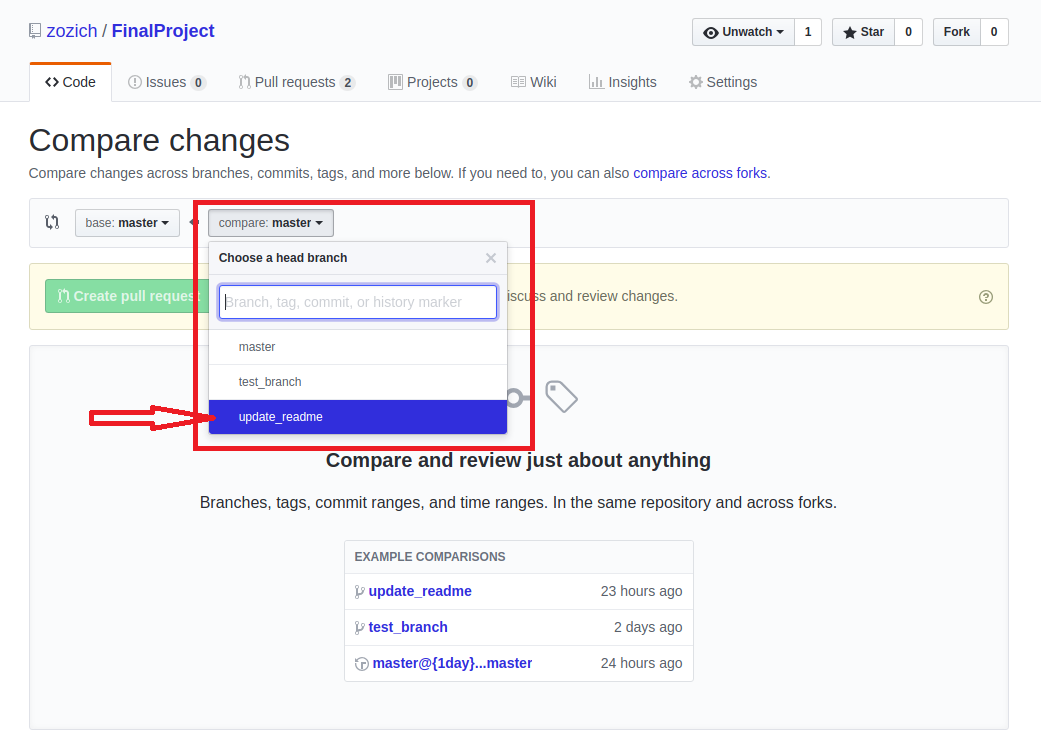 zozich / FinalProject
Unwatch 1 Star 0 Fork 0
Code Issues 0 Pull requests 2 Projects 0 Wiki Insights Settings
Compare changes
Compare changes across branches, commits, tags, and more below. If you need to, you can also compare across forks.
base: master compare: master
Choose a head branch
Create pull request
Branch, tag, commit, or history marker
discuss and review changes.
master
test_branch
update_readme
Compare and review just about anything
Branches, tags, commit ranges, and time ranges. In the same repository and across forks.
EXAMPLE COMPARISONS
update_readme 23 hours ago
test_branch 2 days ago
master@{1day}...master 24 hours ago